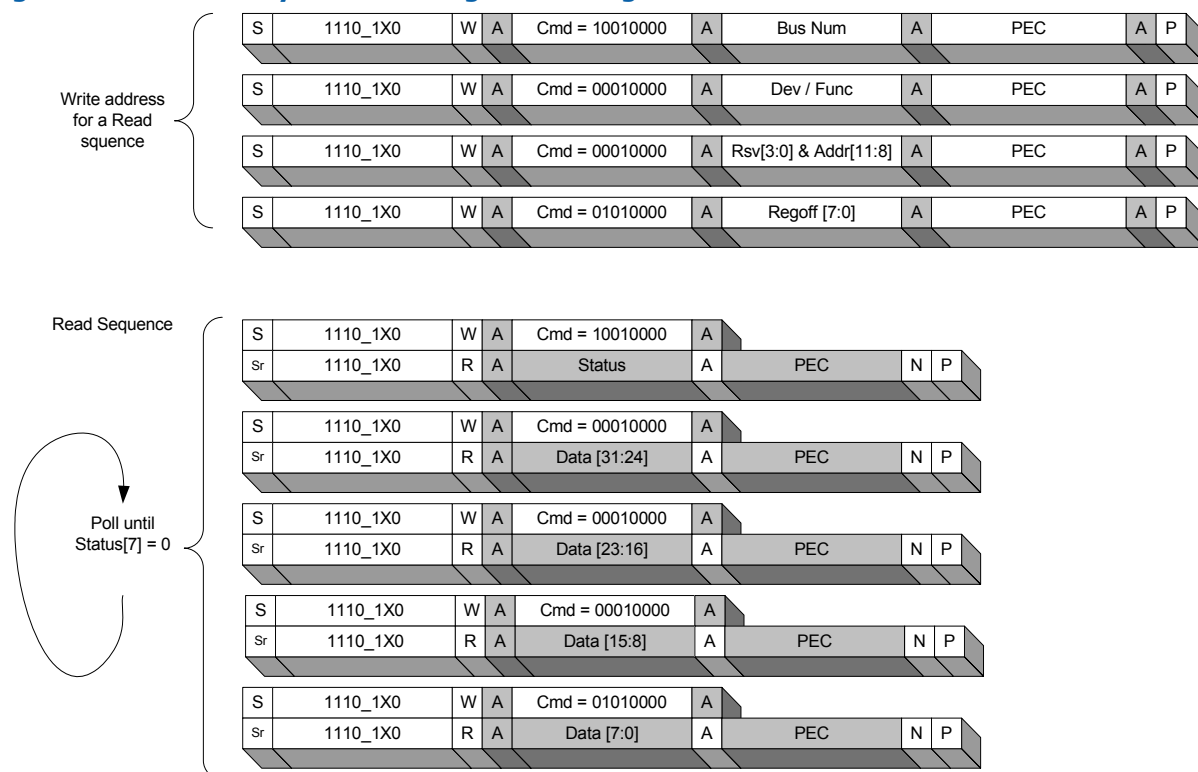 S 1110_1X0 W A Cmd = 10010000 A Bus Num A PEC A P
S 1110_1X0 W A Cmd = 00010000 A Dev / Func A PEC A P
Write address
for a Read
squence
S 1110_1X0 W A Cmd = 00010000 A Rsv[3:0] & Addr[11:8] A PEC A P
S 1110_1X0 W A Cmd = 01010000 A Regoff [7:0] A PEC A P
Read Sequence
S 1110_1X0 W A Cmd = 10010000 A
Sr 1110_1X0 R A Status A PEC N P
S 1110_1X0 W A Cmd = 00010000 A
Sr 1110_1X0 R A Data [31:24] A PEC N P
Poll until
Status[7] = 0
S 1110_1X0 W A Cmd = 00010000 A
Sr 1110_1X0 R A Data [23:16] A PEC N P
S 1110_1X0 W A Cmd = 00010000 A
Sr 1110_1X0 R A Data [15:8] A PEC N P
S 1110_1X0 W A Cmd = 01010000 A
Sr 1110_1X0 R A Data [7:0] A PEC N P